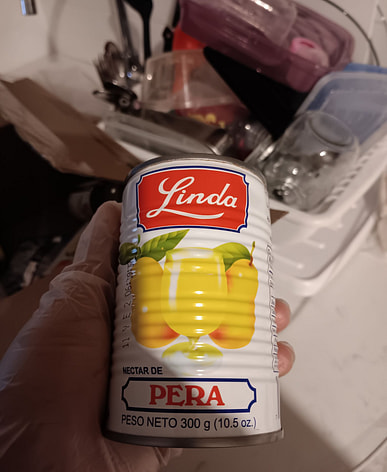 Linda
NECTAR DE
PERA
PESO NETO 300 g (10.5 oz.)